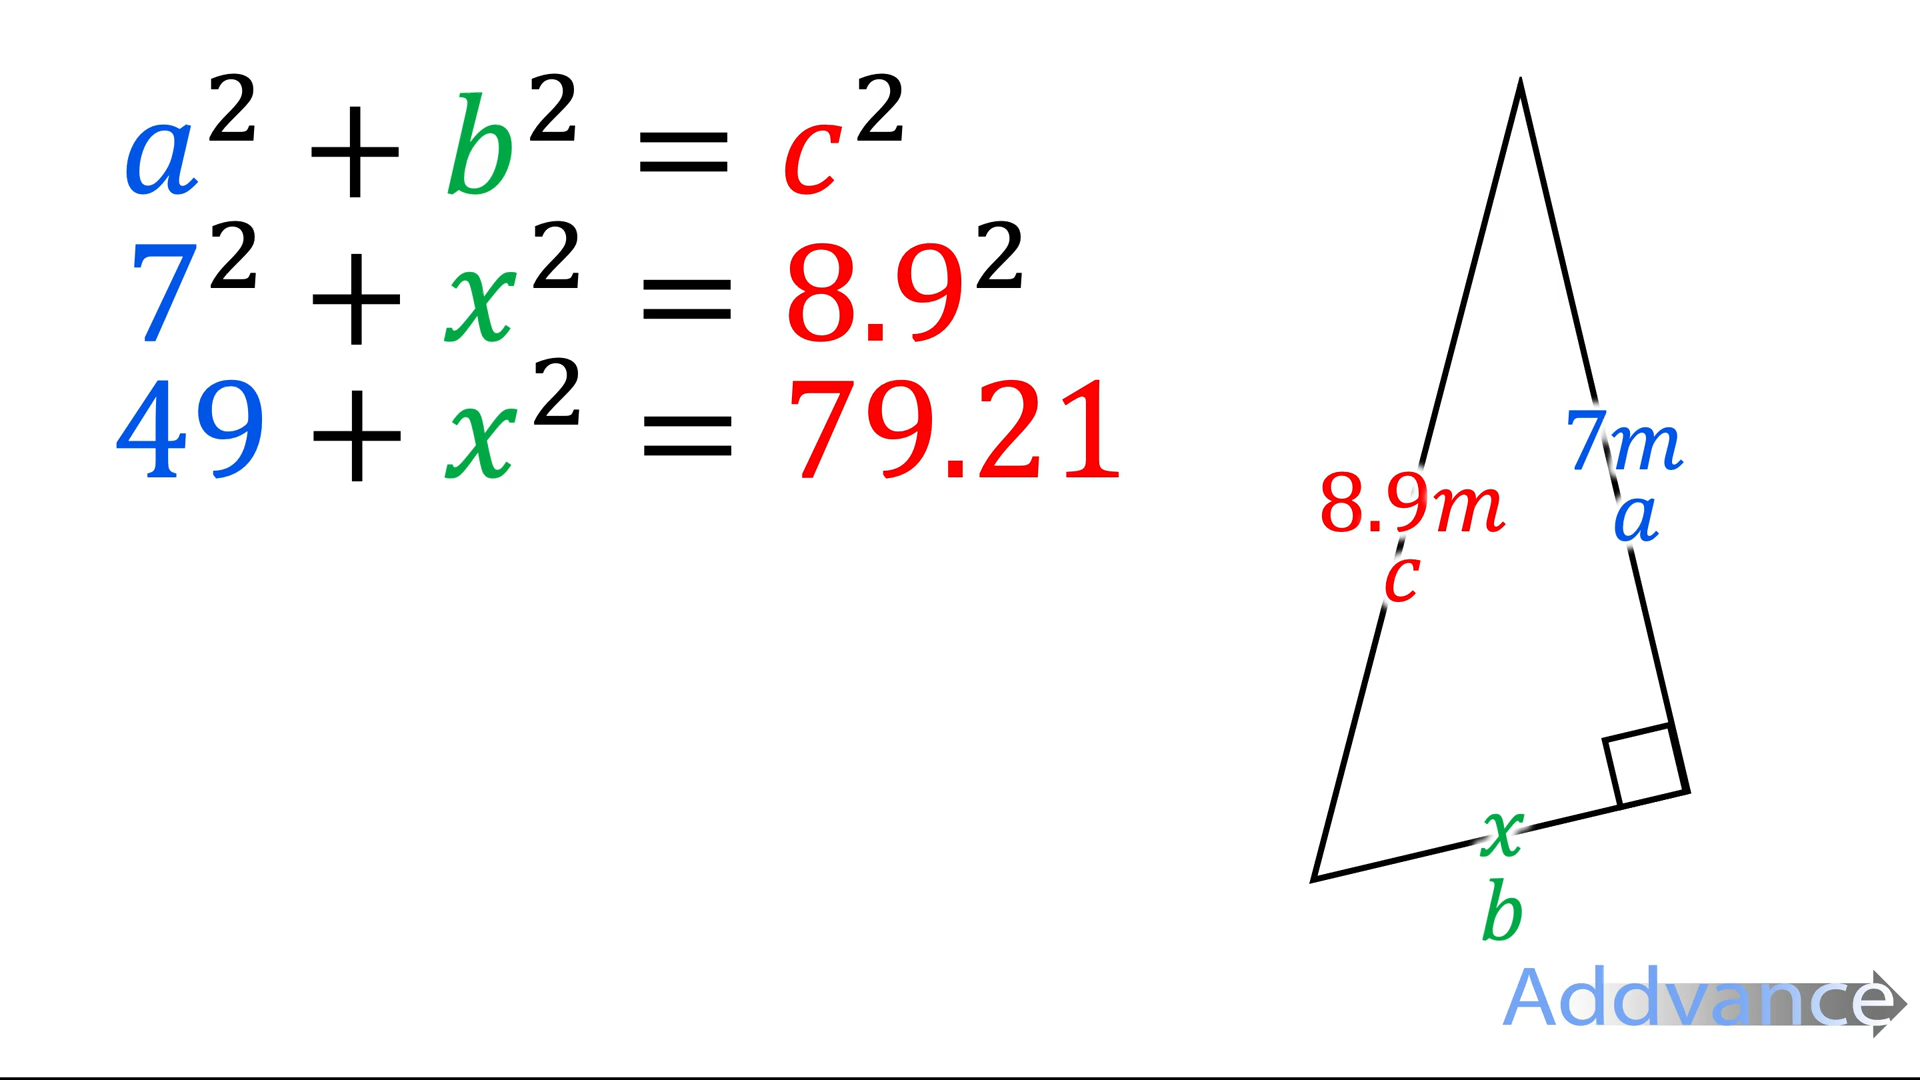 a² + b² = c²
7² + x² = 8.9²
49 + x² = 79.21
7m
a
8.9m
c
x
b
Addvance